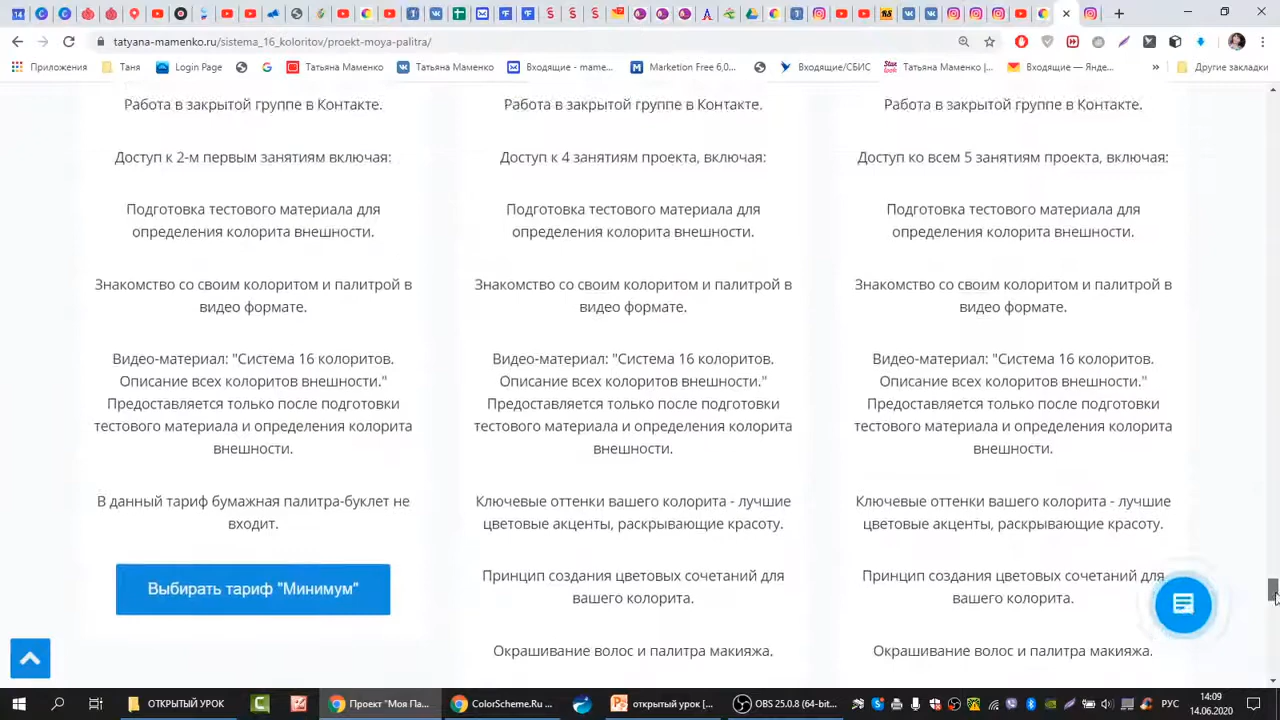 tatyana-mamenko.ru/sistema_16_koloritov/proekt-moya-palitra/
Приложения
Таня
Login Page
Татьяна Маменко
Татьяна Маменко
Входящие - mame...
Marketion Free 6,0...
Входящие/СБИС
Татьяна Маменко |...
Входящие — Янде...
»
Другие закладки
Работа в закрытой группе в Контакте.
Доступ к 2-м первым занятиям включая:
Подготовка тестового материала для
определения колорита внешности.
Знакомство со своим колоритом и палитрой в
видео формате.
Видео-материал: "Система 16 колоритов.
Описание всех колоритов внешности."
Предоставляется только после подготовки
тестового материала и определения колорита
внешности.
В данный тариф бумажная палитра-буклет не
входит.
Выбирать тариф "Минимум"
Работа в закрытой группе в Контакте.
Доступ к 4 занятиям проекта, включая:
Подготовка тестового материала для
определения колорита внешности.
Знакомство со своим колоритом и палитрой в
видео формате.
Видео-материал: "Система 16 колоритов.
Описание всех колоритов внешности."
Предоставляется только после подготовки
тестового материала и определения колорита
внешности.
Ключевые оттенки вашего колорита - лучшие
цветовые акценты, раскрывающие красоту.
Принцип создания цветовых сочетаний для
вашего колорита.
Окрашивание волос и палитра макияжа.
Работа в закрытой группе в Контакте.
Доступ ко всем 5 занятиям проекта, включая:
Подготовка тестового материала для
определения колорита внешности.
Знакомство со своим колоритом и палитрой в
видео формате.
Видео-материал: "Система 16 колоритов.
Описание всех колоритов внешности."
Предоставляется только после подготовки
тестового материала и определения колорита
внешности.
Ключевые оттенки вашего колорита - лучшие
цветовые акценты, раскрывающие красоту.
Принцип создания цветовых сочетаний для
вашего колорита.
Окрашивание волос и палитра макияжа.
ОТКРЫТЫЙ УРОК
Проект "Моя Па...
ColorScheme.Ru ...
открытый урок [...
OBS 25.0.8 (64-bit...
РУС
14:09
14.06.2020